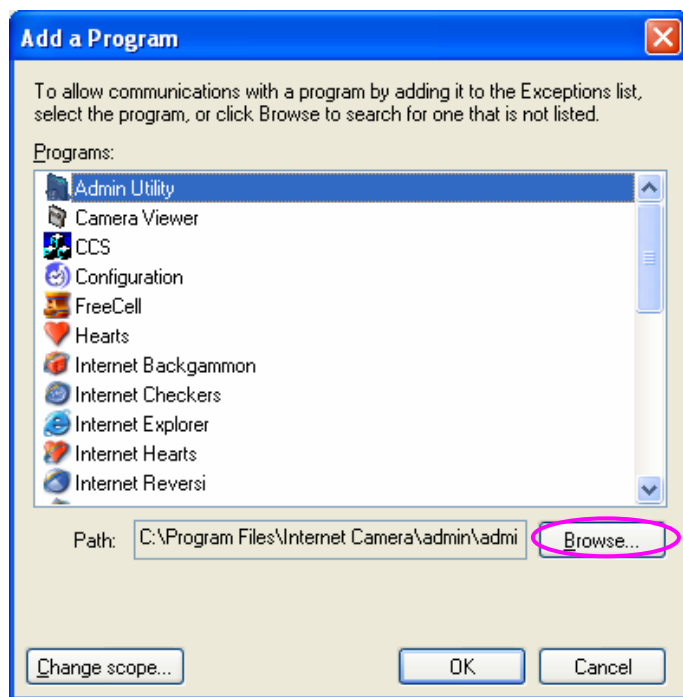 Add a Program
To allow communications with a program by adding it to the Exceptions list,
select the program, or click Browse to search for one that is not listed.
Programs:
Admin Utility
Camera Viewer
CCS
Configuration
FreeCell
Hearts
Internet Backgammon
Internet Checkers
Internet Explorer
Internet Hearts
Internet Reversi
Path: C:\Program Files\Internet Camera\admin\admi Browse...
Change scope... OK Cancel